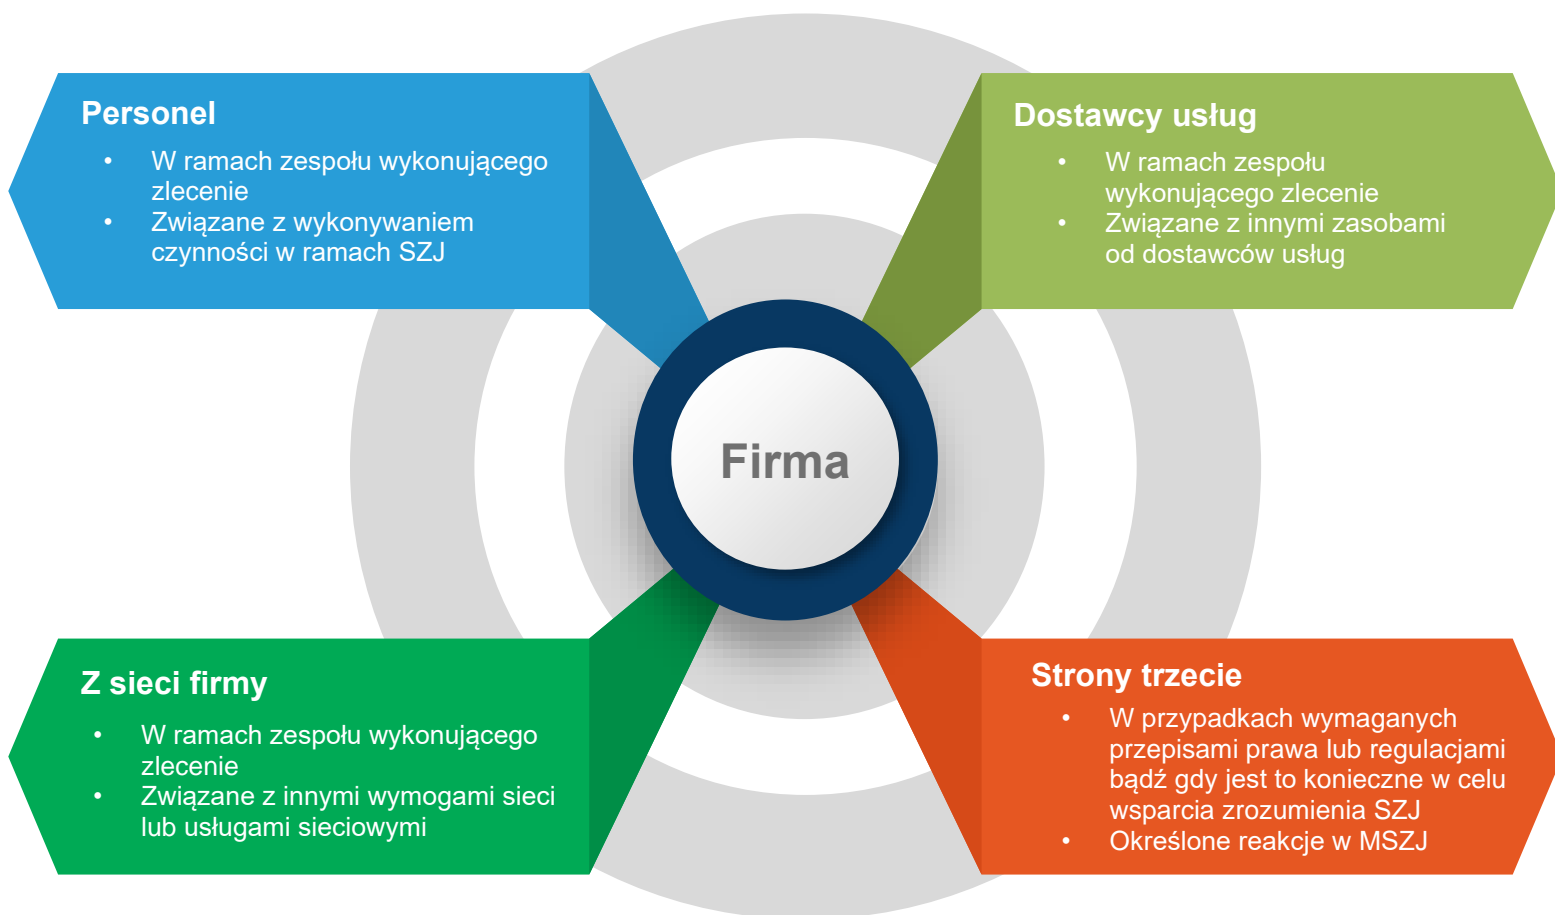 Personel
• W ramach zespołu wykonującego
zlecenie
• Związane z wykonywaniem
czynności w ramach SZJ
Dostawcy usług
• W ramach zespołu
wykonującego zlecenie
• Związane z innymi zasobami
od dostawców usług
Firma
Z sieci firmy
• W ramach zespołu wykonującego
zlecenie
• Związane z innymi wymogami sieci
lub usługami sieciowymi
Strony trzecie
• W przypadkach wymaganych
przepisami prawa lub regulacjami
bądź gdy jest to konieczne w celu
wsparcia zrozumienia SZJ
• Określone reakcje w MSZJ